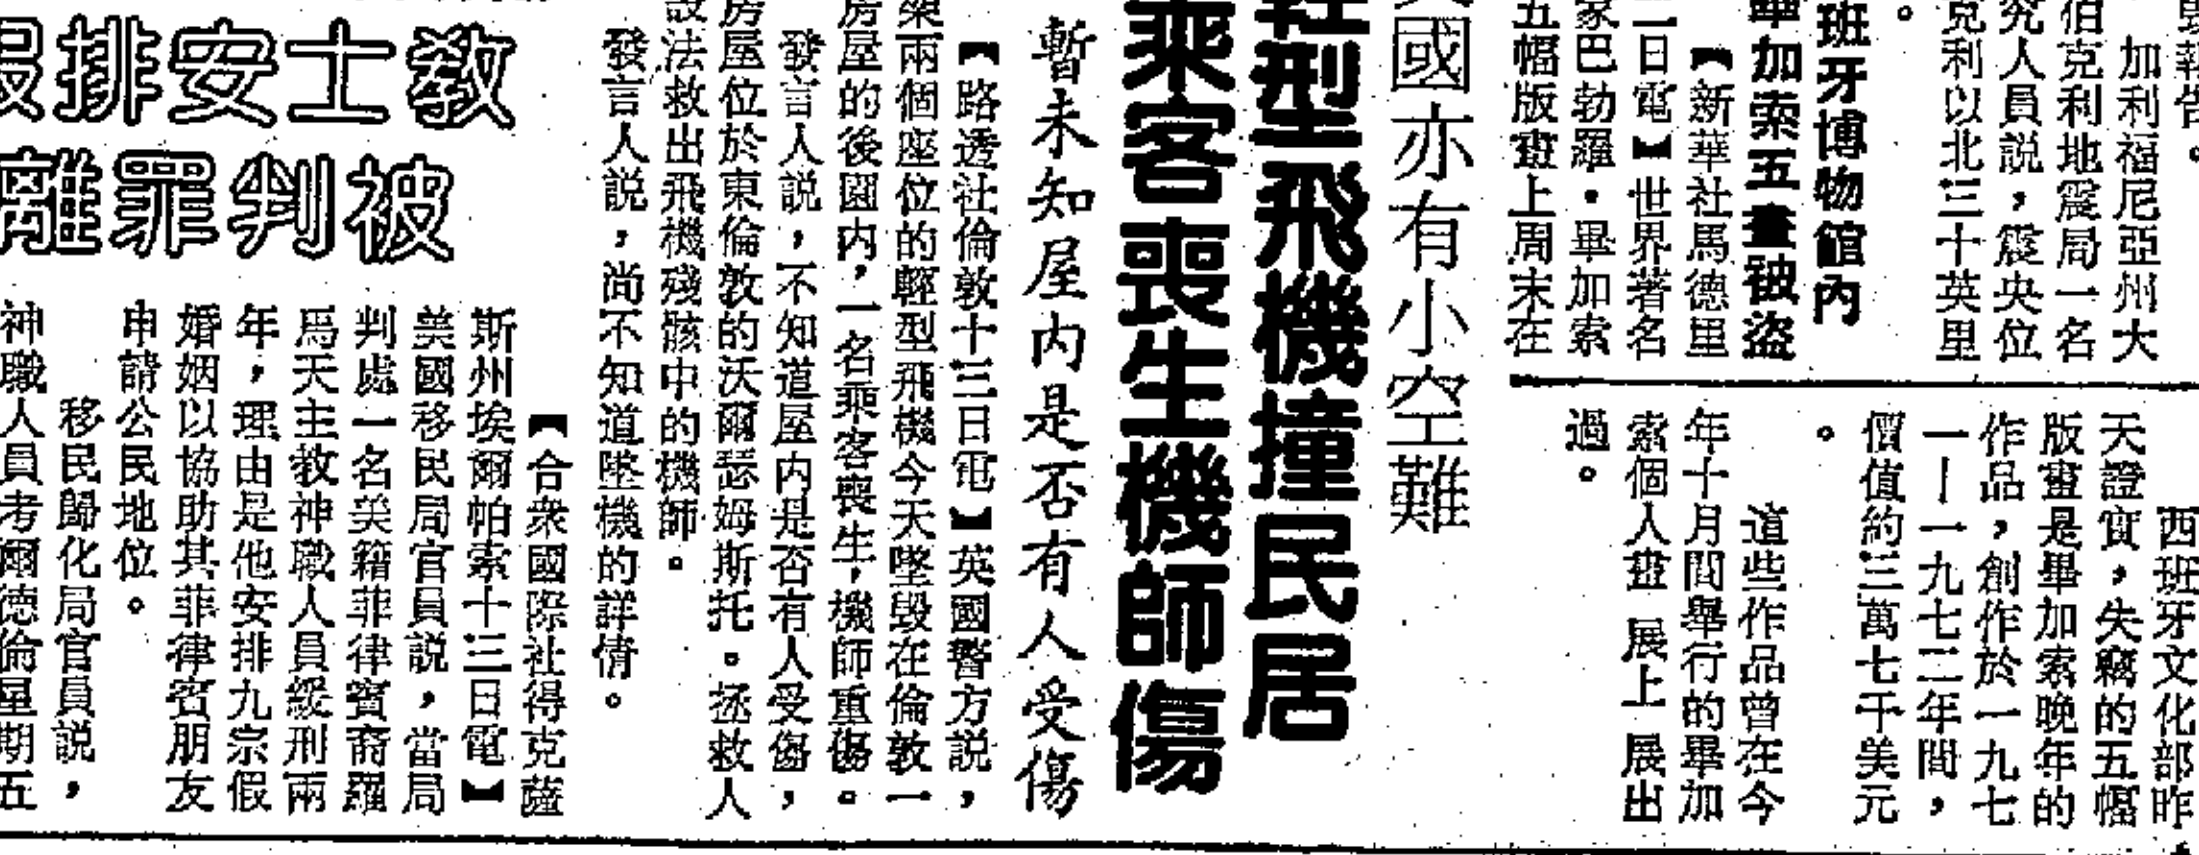 毀報告。
加利福尼亞州大
伯克利地震局一名
究人員説，震央位
克利以北三十英里
。
班牙博物館內
畢加索五畫被盜
【新華社馬德里
二日電】世界著名
家巴勃羅·畢加索
五幅版畫上周末在
西班牙文化部昨
天證實，失竊的五幅
版畫是畢加索晚年的
作品，創作於一九七
一—一九七二年間，
價值約三萬七千美元
。
這些作品曾在今
年十月間舉行的畢加
索個人畫 展上 展出
過。
國亦有小空難
輕型飛機撞民居
乘客喪生機師傷
暫未知屋內是否有人受傷
【路透社倫敦十三日電】英國警方説，
架兩個座位的輕型飛機今天墜毀在倫敦一
房屋的後園内，一名乘客喪生，機師重傷。
發言人説，不知道屋内是否有人受傷，
房屋位於東倫敦的沃爾瑟姆斯托。拯救人
設法救出飛機殘骸中的機師。
發言人説，尚不知道墜機的詳情。
教士安排假
被判罪離
【合衆國際社得克薩
斯州埃爾帕索十三日電】
美國移民局官員説，當局
判處一名美籍菲律賓裔羅
馬天主教神職人員緩刑兩
年，理由是他安排九宗假
婚姻以協助其菲律賓朋友
申請公民地位。
移民歸化局官員説，
神職人員考爾德倫星期五